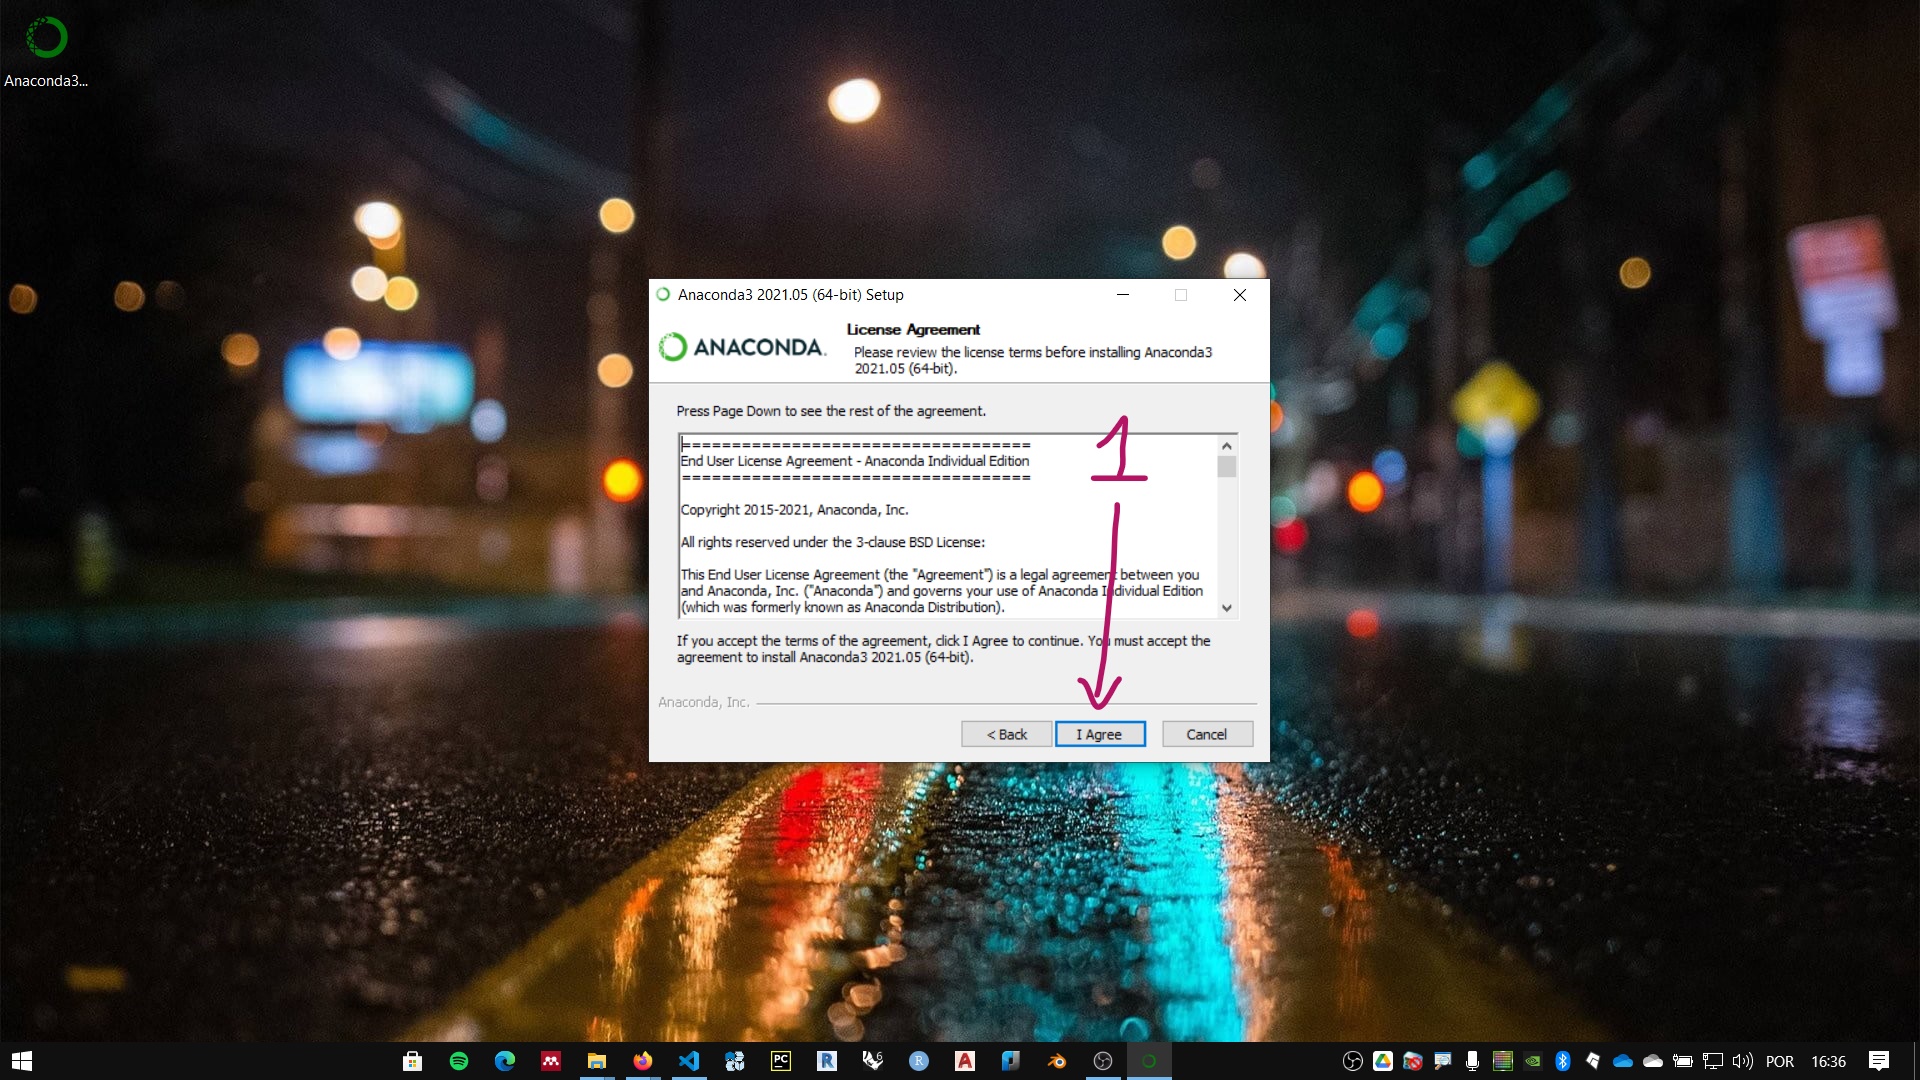 Anaconda3...
Anaconda3 2021.05 (64-bit) Setup
ANACONDA.
License Agreement
Please review the license terms before installing Anaconda3
2021.05 (64-bit).
Press Page Down to see the rest of the agreement.
1
===================================
End User License Agreement - Anaconda Individual Edition
===================================
Copyright 2015-2021, Anaconda, Inc.
All rights reserved under the 3-clause BSD License:
This End User License Agreement (the "Agreement") is a legal agreement between you
and Anaconda, Inc. ("Anaconda") and governs your use of Anaconda Individual Edition
(which was formerly known as Anaconda Distribution).
If you accept the terms of the agreement, click I Agree to continue. You must accept the
agreement to install Anaconda3 2021.05 (64-bit).
Anaconda, Inc.
< Back
I Agree
Cancel
PC
R
6
R
A
POR
16:36